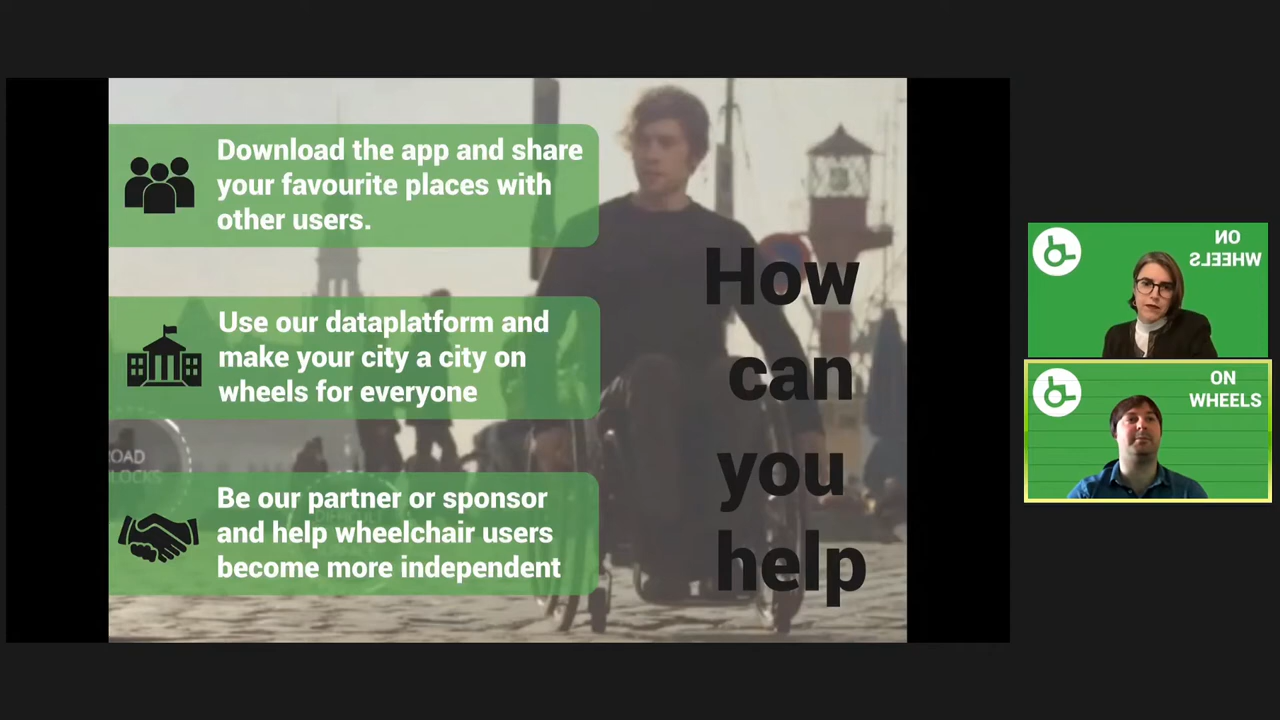 Download the app and share
your favourite places with
other users.
Use our dataplatform and
make your city a city on
wheels for everyone
Be our partner or sponsor
and help wheelchair users
become more independent
How
can
you
help
ON
WHEELS
ON
WHEELS